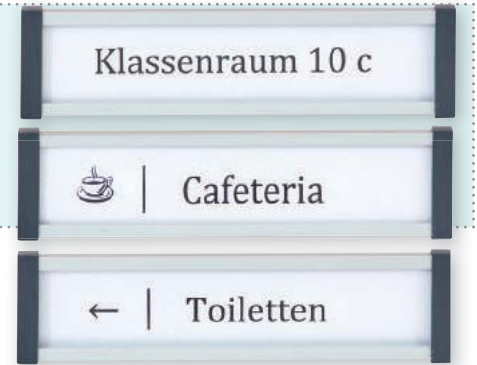 Klassenraum 10 c
| Cafeteria
← | Toiletten